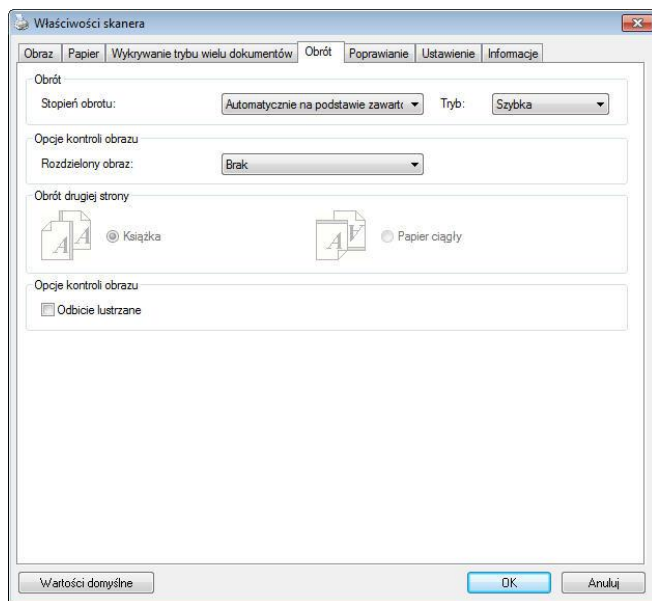 Właściwości skanera
Obraz Papier Wykrywanie trybu wielu dokumentów Obrót Poprawianie Ustawienie Informacje
Obrót
Stopień obrotu: Automatycznie na podstawie zawartc Tryb: Szybka
Opcje kontroli obrazu
Rozdzielony obraz: Brak
Obrót drugiej strony
A A Książka A A Papier ciągły
Opcje kontroli obrazu
Odbicie lustrzane
Wartości domyślne OK Anuluj